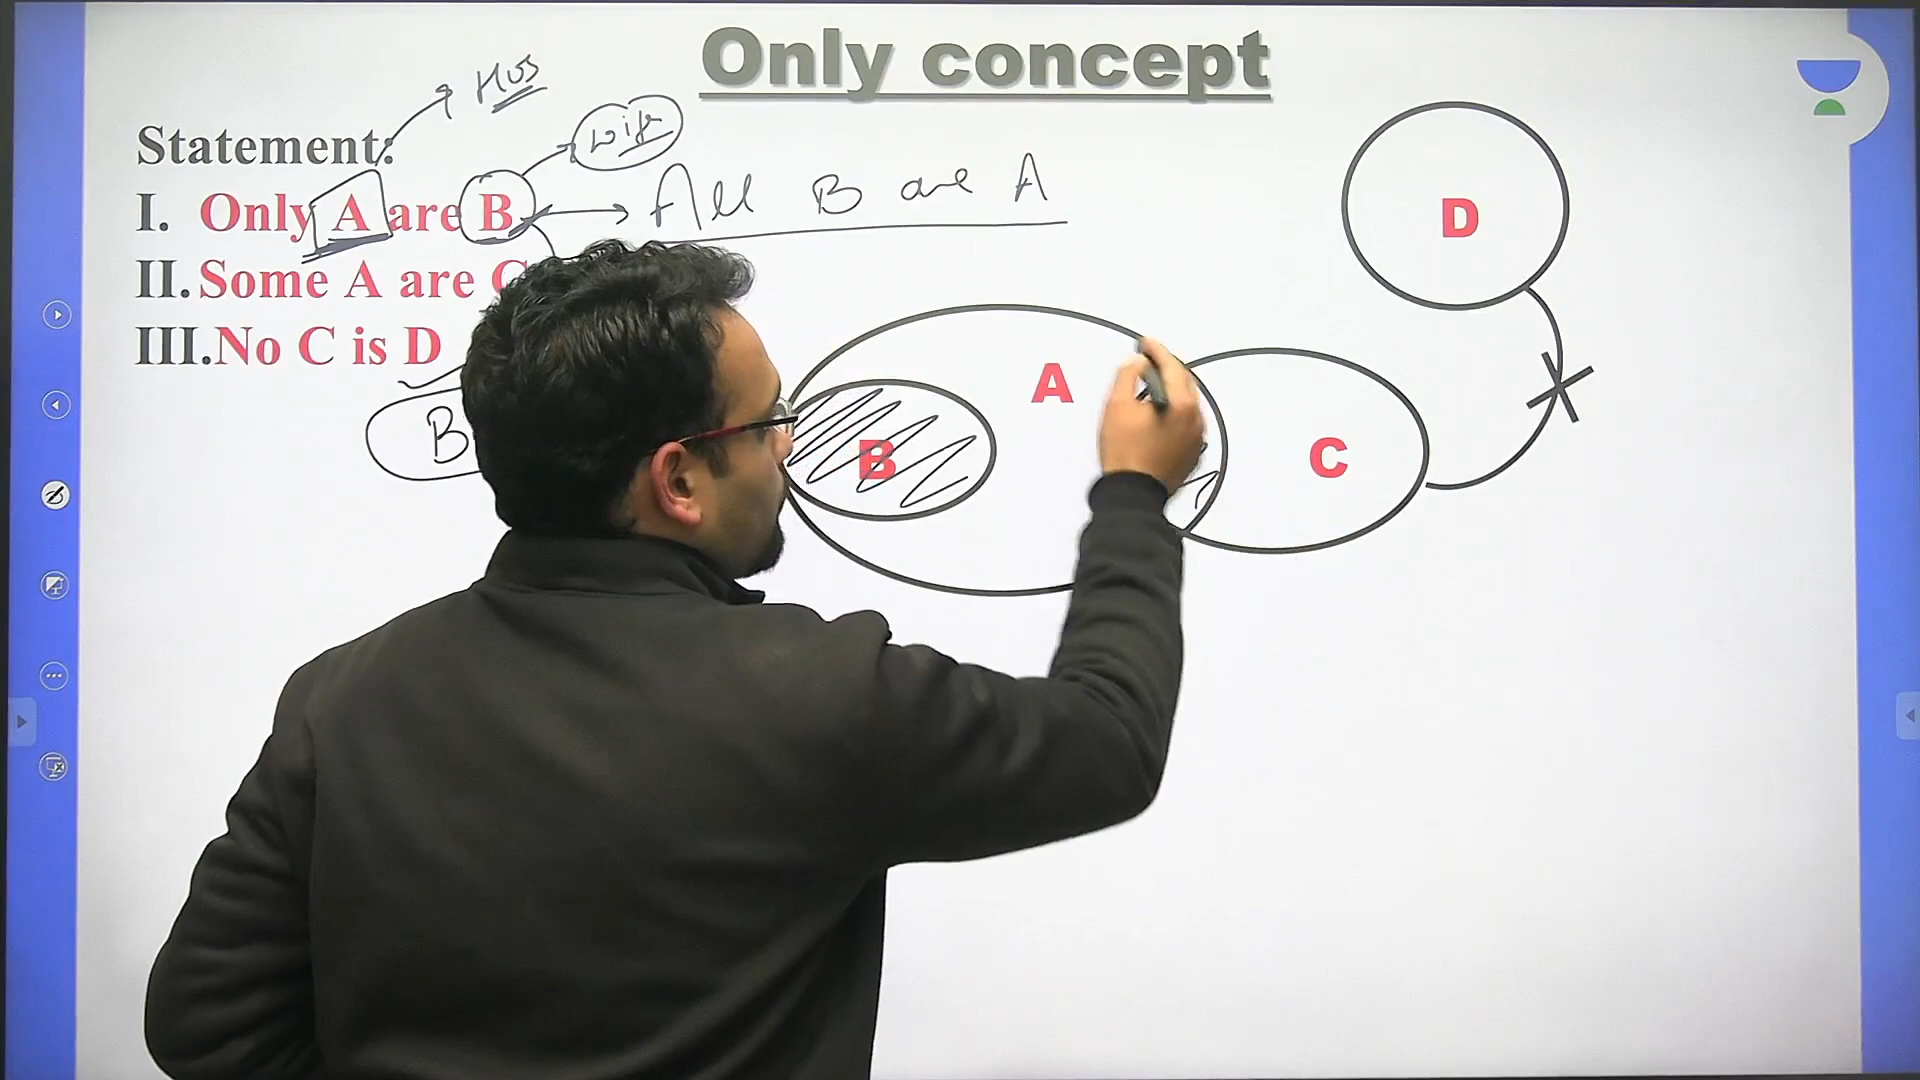 Only concept
Hus
Wife
Statement:
I. Only A are B
All B are A
II. Some A are C
III. No C is D
B
A
B
C
D